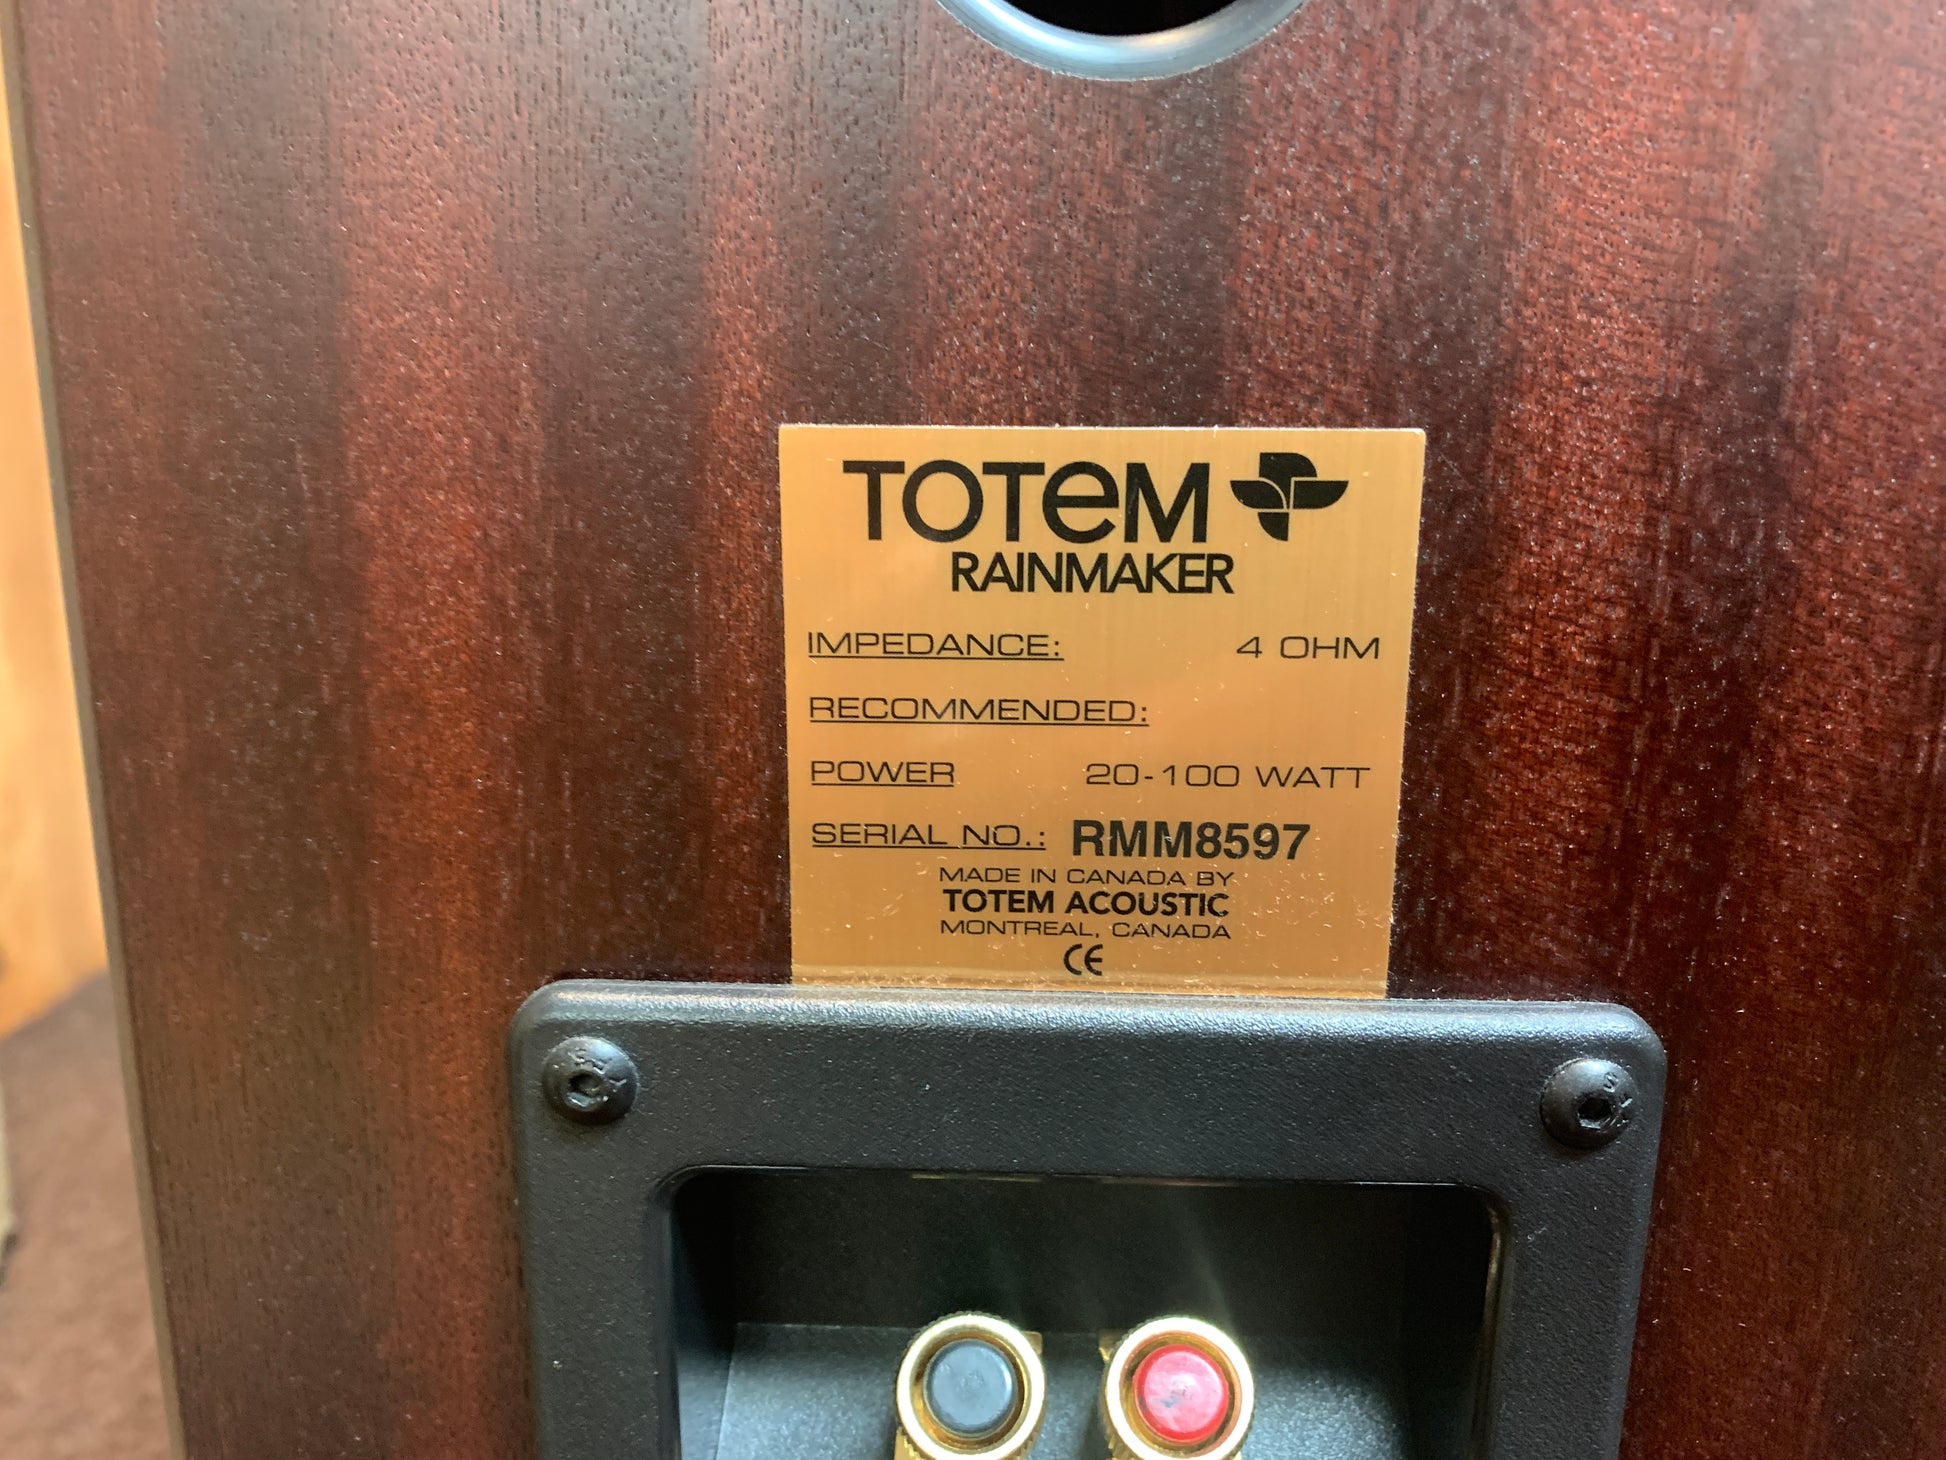 TOTEM
RAINMAKER
IMPEDANCE: 4 OHM
RECOMMENDED:
POWER 20-100 WATT
SERIAL NO.: RMM8597
MADE IN CANADA BY
TOTEM ACOUSTIC
MONTREAL, CANADA
CE